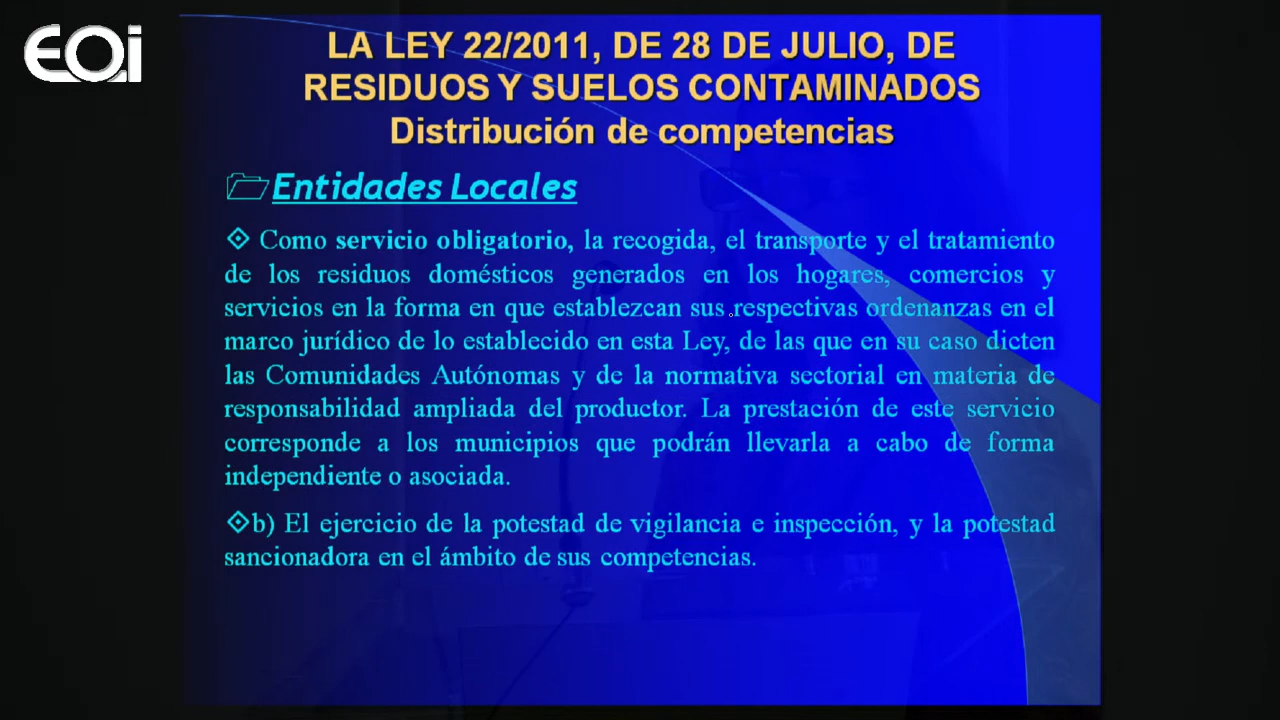 EOi
LA LEY 22/2011, DE 28 DE JULIO, DE
RESIDUOS Y SUELOS CONTAMINADOS
Distribución de competencias
Entidades Locales
Como servicio obligatorio, la recogida, el transporte y el tratamiento
de los residuos domésticos generados en los hogares, comercios y
servicios en la forma en que establezcan sus respectivas ordenanzas en el
marco jurídico de lo establecido en esta Ley, de las que en su caso dicten
las Comunidades Autónomas y de la normativa sectorial en materia de
responsabilidad ampliada del productor. La prestación de este servicio
corresponde a los municipios que podrán llevarla a cabo de forma
independiente o asociada.
b) El ejercicio de la potestad de vigilancia e inspección, y la potestad
sancionadora en el ámbito de sus competencias.